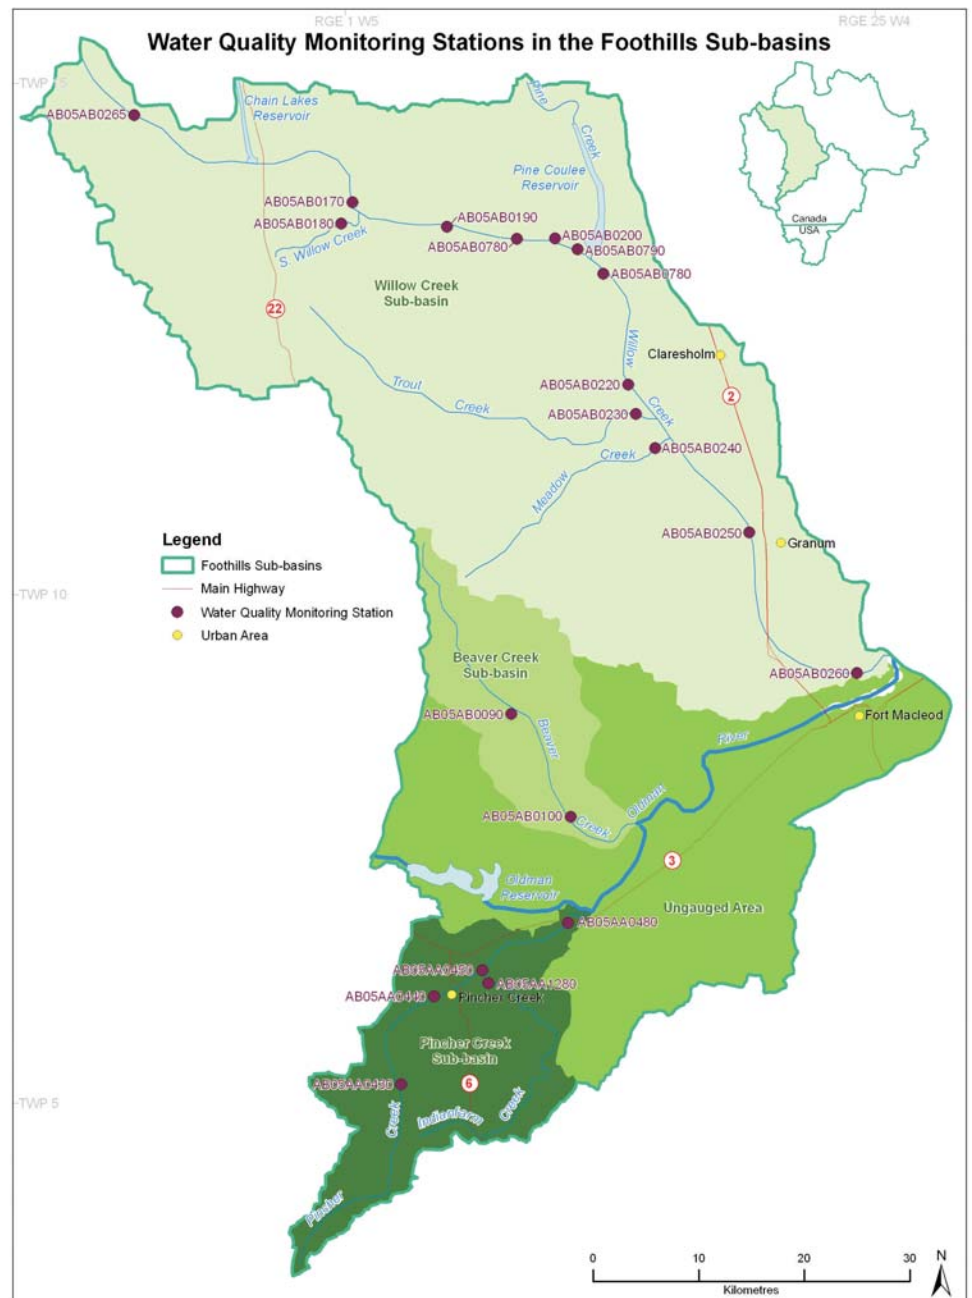 RGE 1 W5
RGE 25 W4
Water Quality Monitoring Stations in the Foothills Sub-basins
TWP 15
Chain Lakes
Reservoir
Pine
Creek
AB05AB0265
Pine Coulee
Reservoir
AB05AB0170
AB05AB0180
S. Willow Creek
AB05AB0190
AB05AB0780
AB05AB0200
AB05AB0790
AB05AB0780
Canada
USA
Willow Creek
Sub-basin
22
Willow
Creek
Claresholm
2
Trout
Creek
AB05AB0220
AB05AB0230
AB05AB0240
Meadow
Creek
AB05AB0250
Granum
Legend
Foothills Sub-basins
Main Highway
Water Quality Monitoring Station
Urban Area
TWP 10
Beaver Creek
Sub-basin
AB05AB0260
AB05AB0090
Beaver
Creek
Fort Macleod
Oldman
River
AB05AB0100
3
Oldman
Reservoir
Ungauged Area
AB05AA0480
AB05AA0450
AB05AA1280
AB05AA0440
Pincher Creek
Pincher Creek
Sub-basin
AB05AA0430
6
TWP 5
Indianfarm
Creek
Pincher
Creek
0
10
20
30
Kilometres
N